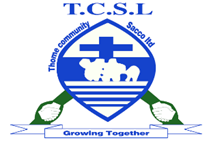 T.C.S.L
Thome community Sacco ltd
Growing Together